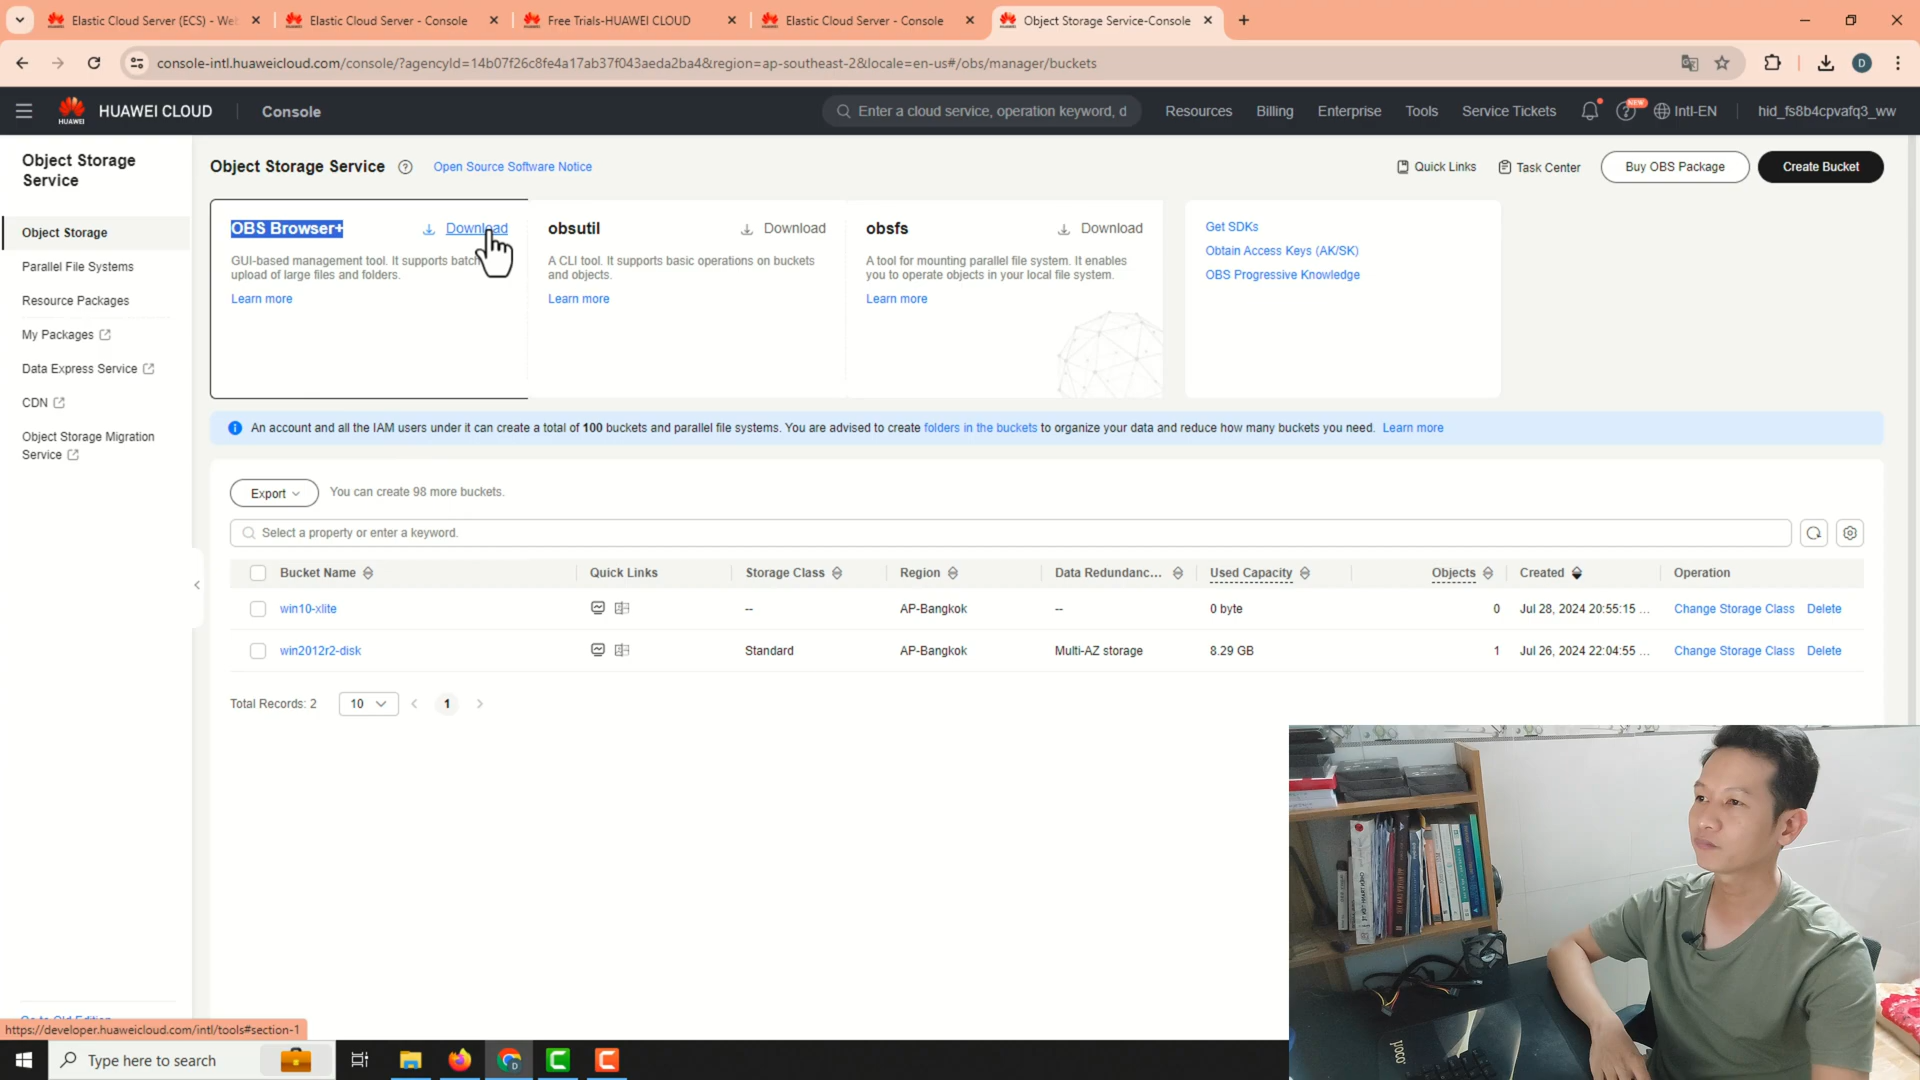 Elastic Cloud Server (ECS) - Web
Elastic Cloud Server - Console
Free Trials-HUAWEI CLOUD
Elastic Cloud Server - Console
Object Storage Service-Console
console-intl.huaweicloud.com/console/?agencyId=14b07f26c8fe4a17ab37f043aeda2ba4&region=ap-southeast-2&locale=en-us#/obs/manager/buckets
D
HUAWEI
HUAWEI CLOUD
Console
Enter a cloud service, operation keyword, d
Resources
Billing
Enterprise
Tools
Service Tickets
NEW
Intl-EN
hid_fs8b4cpvafq3_ww
Object Storage
Service
Object Storage
Parallel File Systems
Resource Packages
My Packages
Data Express Service
CDN
Object Storage Migration
Service
Object Storage Service
Open Source Software Notice
Quick Links
Task Center
Buy OBS Package
Create Bucket
OBS Browser+
Download
GUI-based management tool. It supports batch
upload of large files and folders.
Learn more
obsutil
Download
A CLI tool. It supports basic operations on buckets
and objects.
Learn more
obsfs
Download
A tool for mounting parallel file system. It enables
you to operate objects in your local file system.
Learn more
Get SDKs
Obtain Access Keys (AK/SK)
OBS Progressive Knowledge
An account and all the IAM users under it can create a total of 100 buckets and parallel file systems. You are advised to create folders in the buckets to organize your data and reduce how many buckets you need. Learn more
Export
You can create 98 more buckets.
Select a property or enter a keyword.
Bucket Name Quick Links Storage Class Region Data Redundanc... Used Capacity Objects Created Operation
win10-xlite -- AP-Bangkok -- 0 byte 0 Jul 28, 2024 20:55:15 ... Change Storage Class Delete
win2012r2-disk Standard AP-Bangkok Multi-AZ storage 8.29 GB 1 Jul 26, 2024 22:04:55 ... Change Storage Class Delete
Total Records: 2
10
1
https://developer.huaweicloud.com/intl/tools#section-1
Type here to search